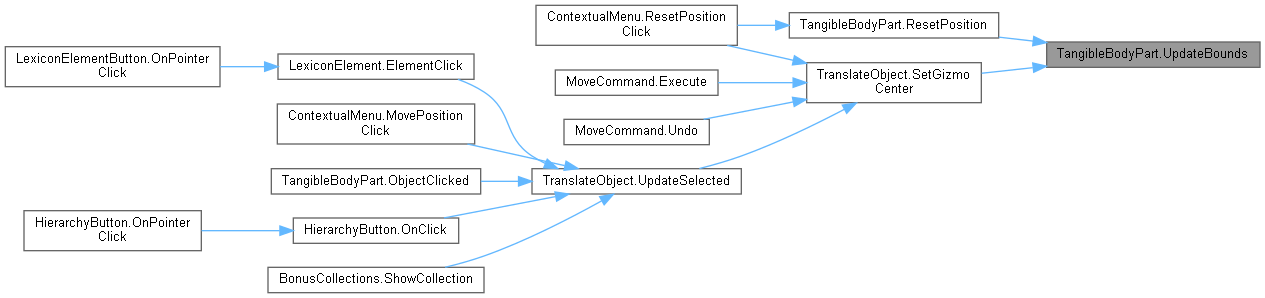 ContextualMenu.ResetPosition
Click
TangibleBodyPart.ResetPosition
TangibleBodyPart.UpdateBounds
LexiconElementButton.OnPointer
Click
LexiconElement.ElementClick
MoveCommand.Execute
TranslateObject.SetGizmo
Center
ContextualMenu.MovePosition
Click
MoveCommand.Undo
TangibleBodyPart.ObjectClicked
TranslateObject.UpdateSelected
HierarchyButton.OnPointer
Click
HierarchyButton.OnClick
BonusCollections.ShowCollection